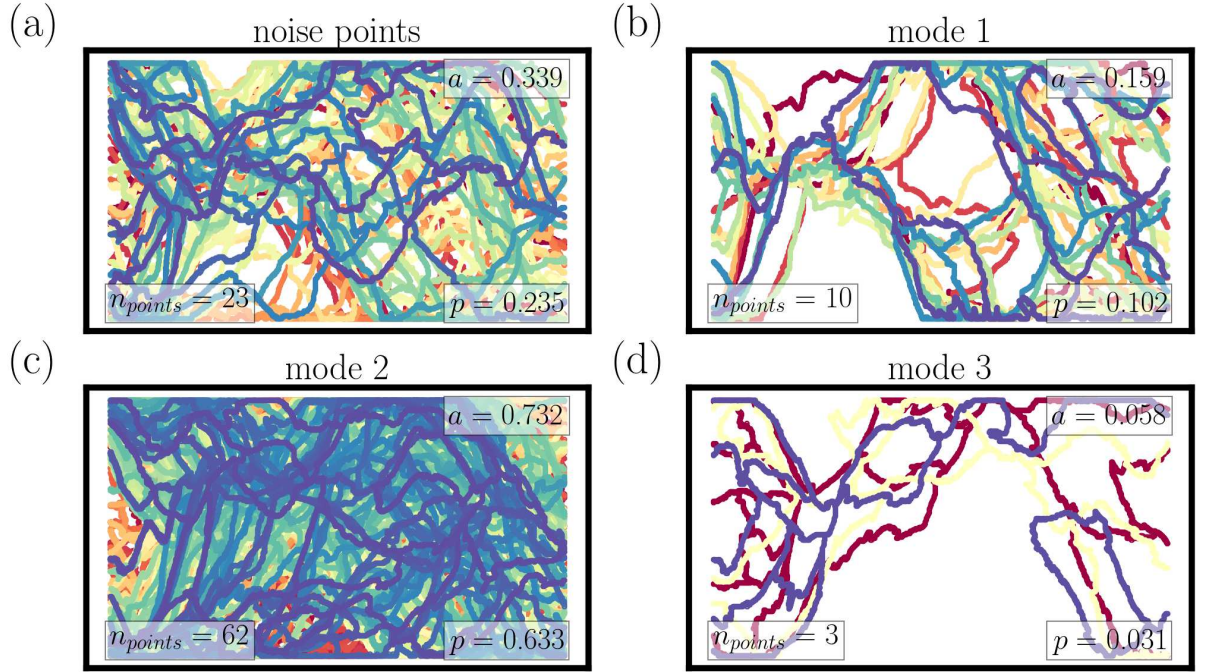 (a)
noise points
a = 0.339
n_points = 23
p = 0.235
(b)
mode 1
a = 0.159
n_points = 10
p = 0.102
(c)
mode 2
a = 0.732
n_points = 62
p = 0.633
(d)
mode 3
a = 0.058
n_points = 3
p = 0.031